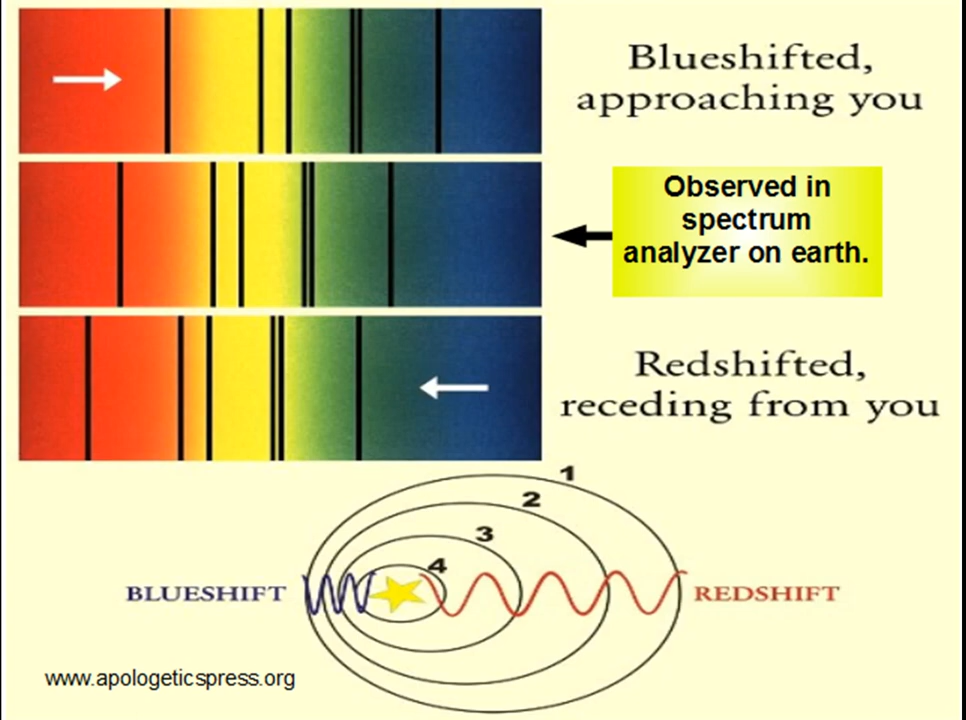 Blueshifted,
approaching you
Observed in
spectrum
analyzer on earth.
Redshifted,
receding from you
1
2
3
4
BLUESHIFT
REDSHIFT
www.apologeticspress.org